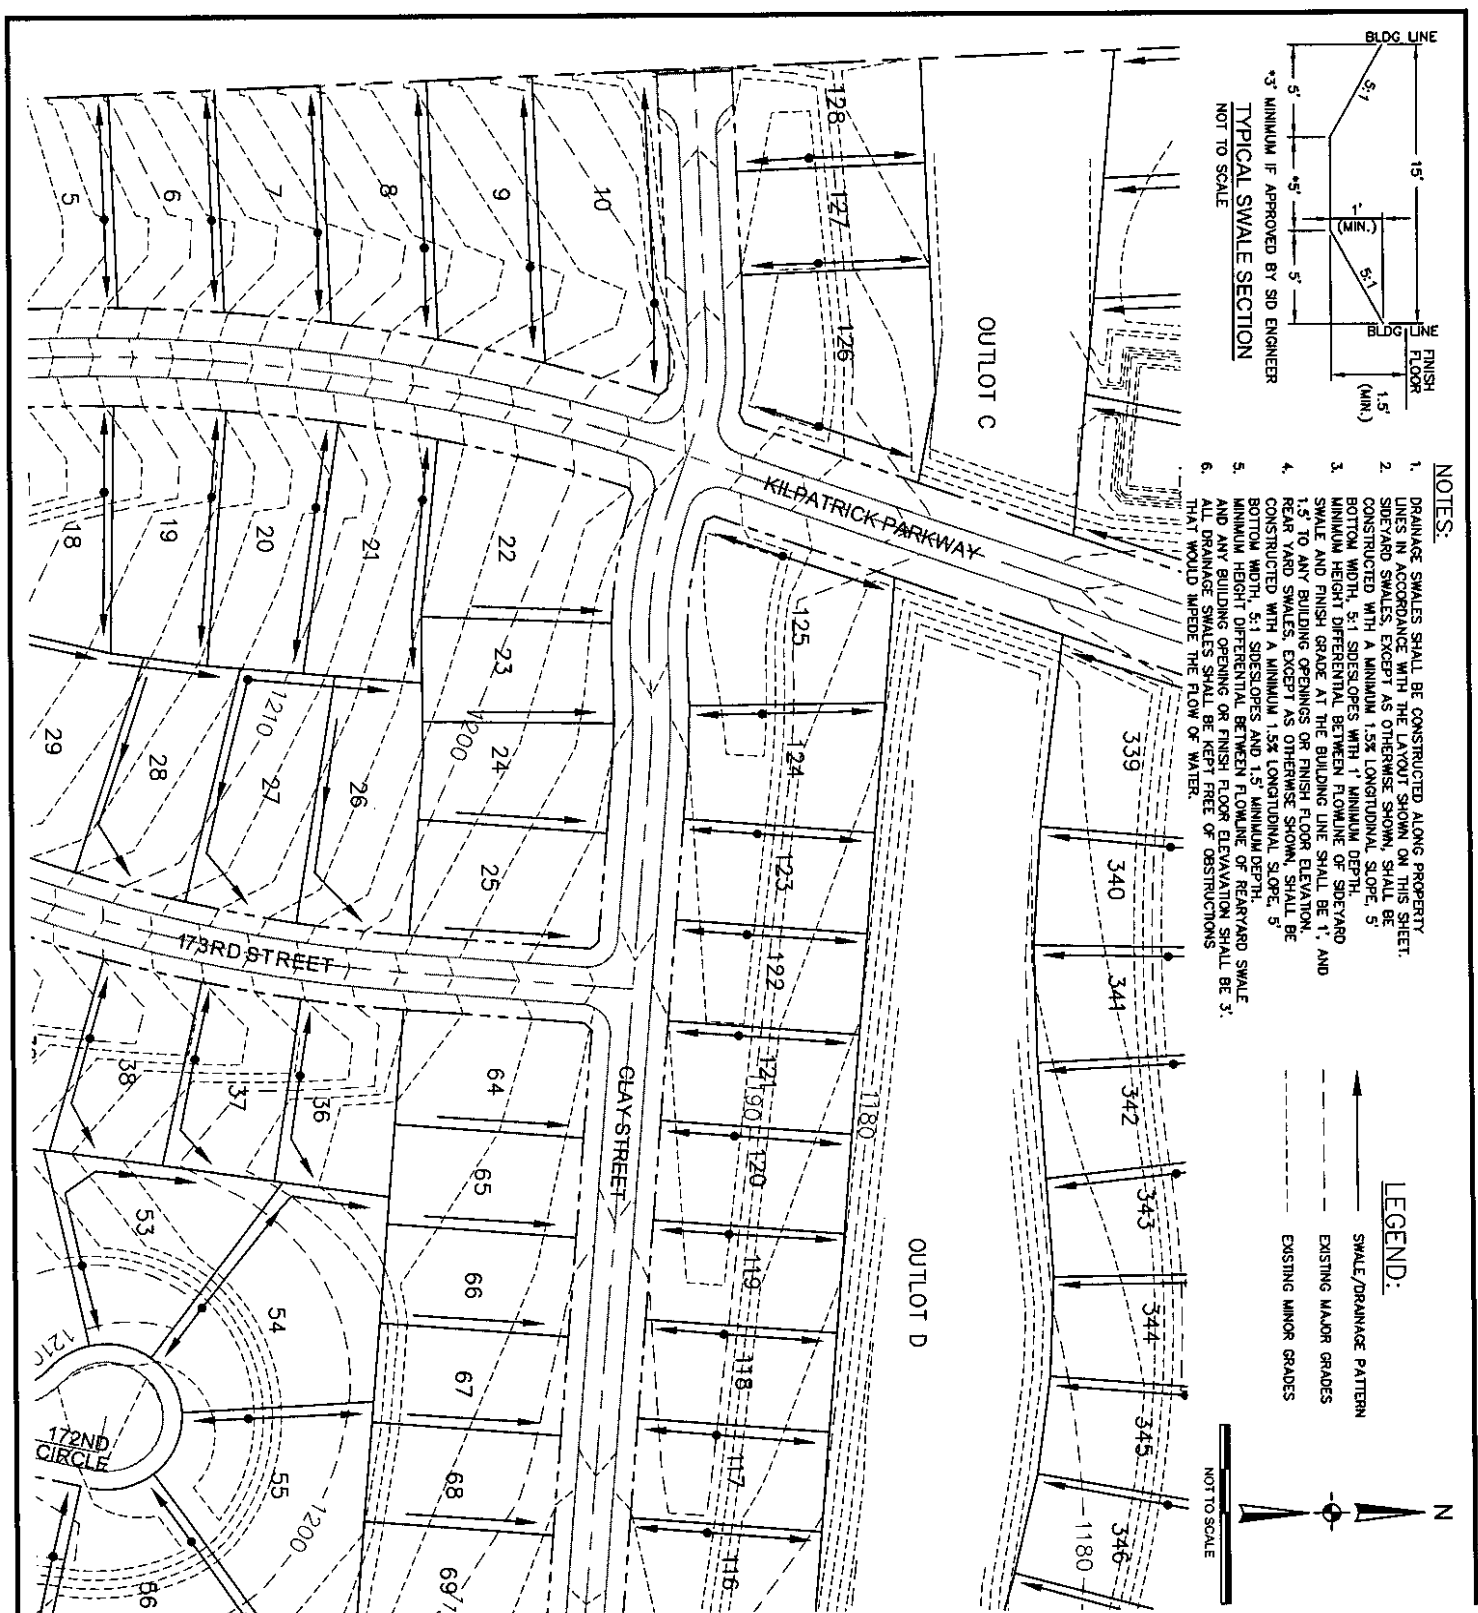 BLDG LINE
15'
BLDG LINE
FINISH
FLOOR
5:1
5:1
1'
(MIN.)
1.5'
(MIN.)
5'
*5'
5'
*3' MINIMUM IF APPROVED BY SID ENGINEER
TYPICAL SWALE SECTION
NOT TO SCALE
NOTES:
1. DRAINAGE SWALES SHALL BE CONSTRUCTED ALONG PROPERTY
LINES IN ACCORDANCE WITH THE LAYOUT SHOWN ON THIS SHEET.
2. SIDEYARD SWALES, EXCEPT AS OTHERWISE SHOWN, SHALL BE
CONSTRUCTED WITH A MINIMUM 1.5% LONGITUDINAL SLOPE, 5'
BOTTOM WIDTH, 5:1 SIDESLOPES WITH 1' MINIMUM DEPTH.
3. MINIMUM HEIGHT DIFFERENTIAL BETWEEN FLOWLINE OF SIDEYARD
SWALE AND FINISH GRADE AT THE BUILDING LINE SHALL BE 1', AND
1.5' TO ANY BUILDING OPENINGS OR FINISH FLOOR ELEVATION.
4. REAR YARD SWALES, EXCEPT AS OTHERWISE SHOWN, SHALL BE
CONSTRUCTED WITH A MINIMUM 1.5% LONGITUDINAL SLOPE, 5'
BOTTOM WIDTH, 5:1 SIDESLOPES AND 1.5' MINIMUM DEPTH.
5. MINIMUM HEIGHT DIFFERENTIAL BETWEEN FLOWLINE OF REARYARD SWALE
AND ANY BUILDING OPENING OR FINISH FLOOR ELEVAVATION SHALL BE 3'.
6. ALL DRAINAGE SWALES SHALL BE KEPT FREE OF OBSTRUCTIONS
THAT WOULD IMPEDE THE FLOW OF WATER.
LEGEND:
SWALE/DRAINAGE PATTERN
EXISTING MAJOR GRADES
EXISTING MINOR GRADES
N
NOT TO SCALE
OUTLOT C
OUTLOT D
KILPATRICK PARKWAY
CLAY STREET
173RD STREET
172ND
CIRCLE
339
340
341
342
343
344
345
346
1180
1180
128
127
126
125
124
123
122
121
1190
120
119
118
117
116
10
9
8
7
6
5
22
21
20
19
18
23
24
1200
25
26
27
1210
28
29
64
65
66
67
68
69
36
37
38
53
54
55
1200
56